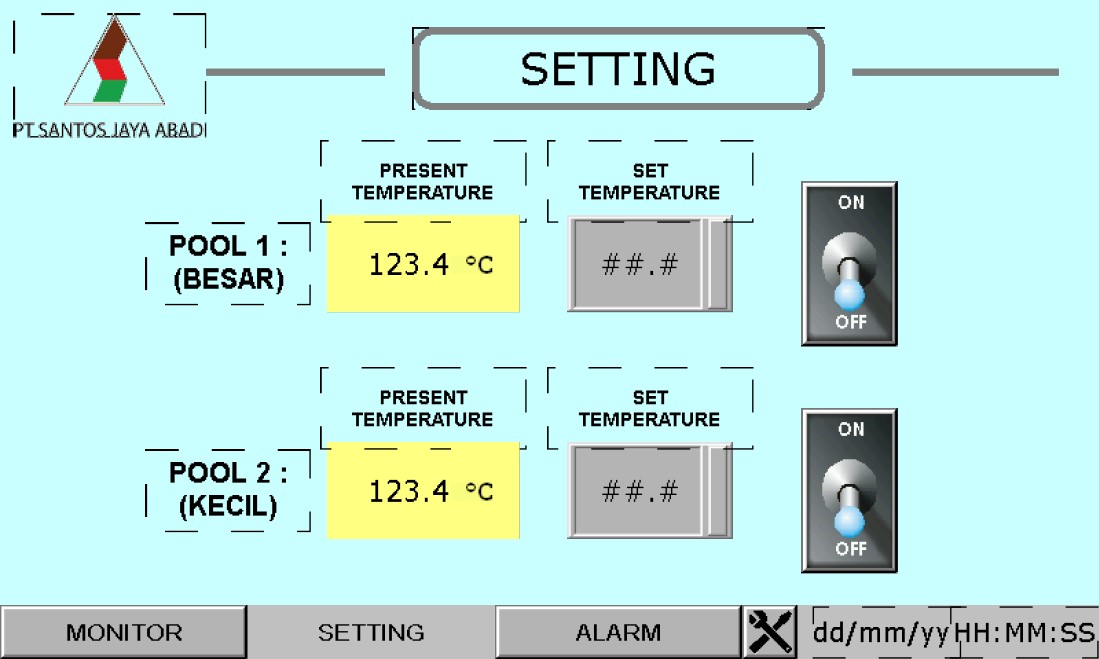 SETTING
PT.SANTOS JAYA ABADI
PRESENT
TEMPERATURE
SET
TEMPERATURE
ON
POOL 1 :
(BESAR)
123.4 °C
##.#
OFF
PRESENT
TEMPERATURE
SET
TEMPERATURE
ON
POOL 2 :
(KECIL)
123.4 °C
##.#
OFF
MONITOR
SETTING
ALARM
dd/mm/yy
HH:MM:SS